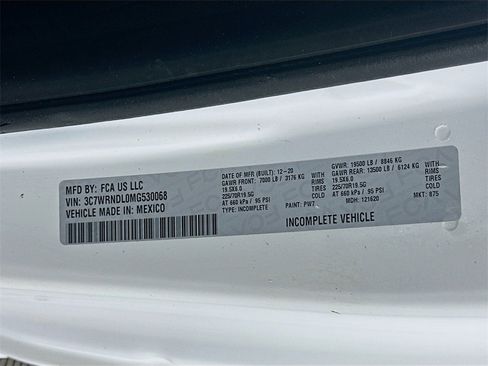 MFD BY: FCA US LLC
VIN: 3C7WRNDL0MG530068
VEHICLE MADE IN: MEXICO
DATE OF MFR (BUILT): 12-20
GAWR FRONT: 7000 LB / 3176 KG WITH
19.5X6.0 RIMS
225/70R19.5G TIRES
AT 660 kPa / 95 PSI COLD
TYPE: INCOMPLETE PAINT: PW7
GVWR: 19500 LB / 8846 KG
GAWR REAR: 13500 LB / 6124 KG WITH
19.5X6.0 RIMS
225/70R19.5G TIRES
AT 660 kPa / 95 PSI COLD
MDH: 121620 MKT: 875
INCOMPLETE VEHICLE